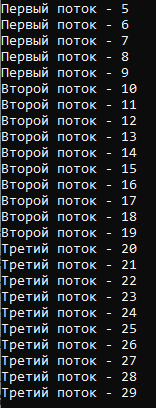 Первый поток - 5
Первый поток - 6
Первый поток - 7
Первый поток - 8
Первый поток - 9
Второй поток - 10
Второй поток - 11
Второй поток - 12
Второй поток - 13
Второй поток - 14
Второй поток - 15
Второй поток - 16
Второй поток - 17
Второй поток - 18
Второй поток - 19
Третий поток - 20
Третий поток - 21
Третий поток - 22
Третий поток - 23
Третий поток - 24
Третий поток - 25
Третий поток - 26
Третий поток - 27
Третий поток - 28
Третий поток - 29